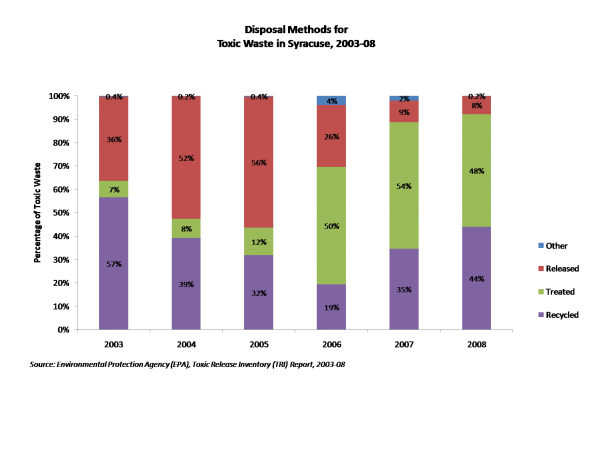 Disposal Methods for
Toxic Waste in Syracuse, 2003-08
Percentage of Toxic Waste
100%
90%
80%
70%
60%
50%
40%
30%
20%
10%
0%
0.4% 0.2% 0.4% 4% 2% 0.2%
36% 52% 56% 26% 9% 8%
7% 8% 12% 50% 54% 48%
57% 39% 32% 19% 35% 44%
2003 2004 2005 2006 2007 2008
Other
Released
Treated
Recycled
Source: Environmental Protection Agency (EPA), Toxic Release Inventory (TRI) Report, 2003-08